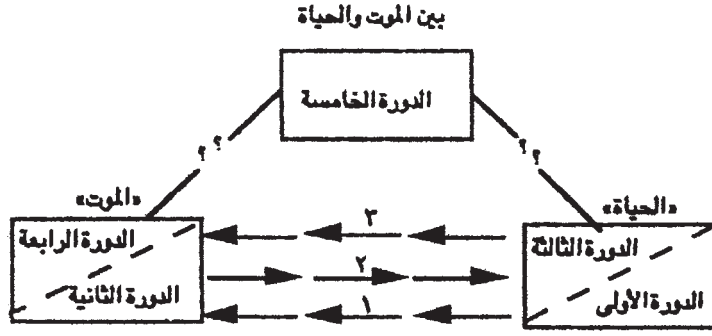 بين الموت والحياة
الدورة الخامسة
؟ ؟
؟ ؟
«الحياة»
«الموت»
الدورة الثالثة
الدورة الأولى
٣
٢
١
الدورة الرابعة
الدورة الثانية